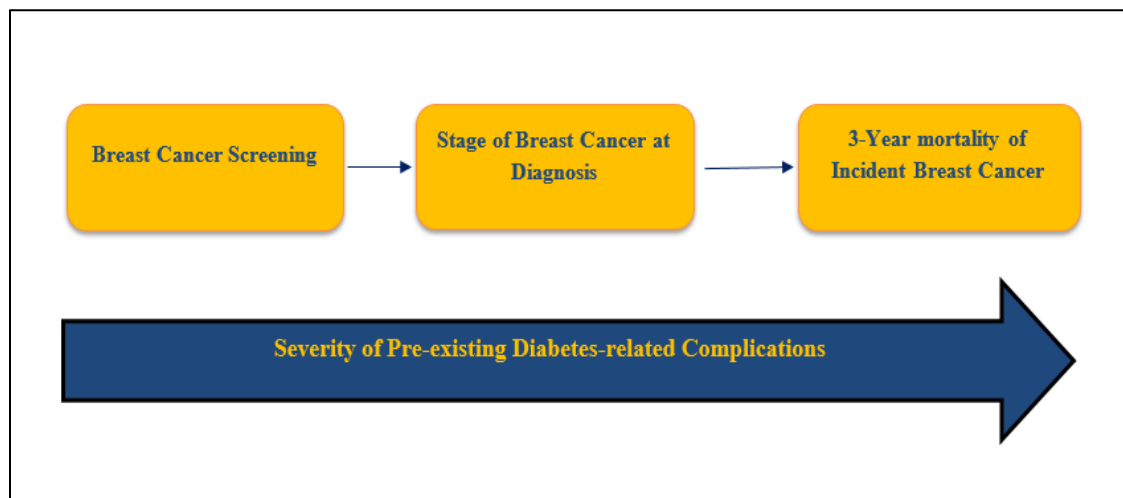 Breast Cancer Screening
Stage of Breast Cancer at
Diagnosis
3-Year mortality of
Incident Breast Cancer
Severity of Pre-existing Diabetes-related Complications